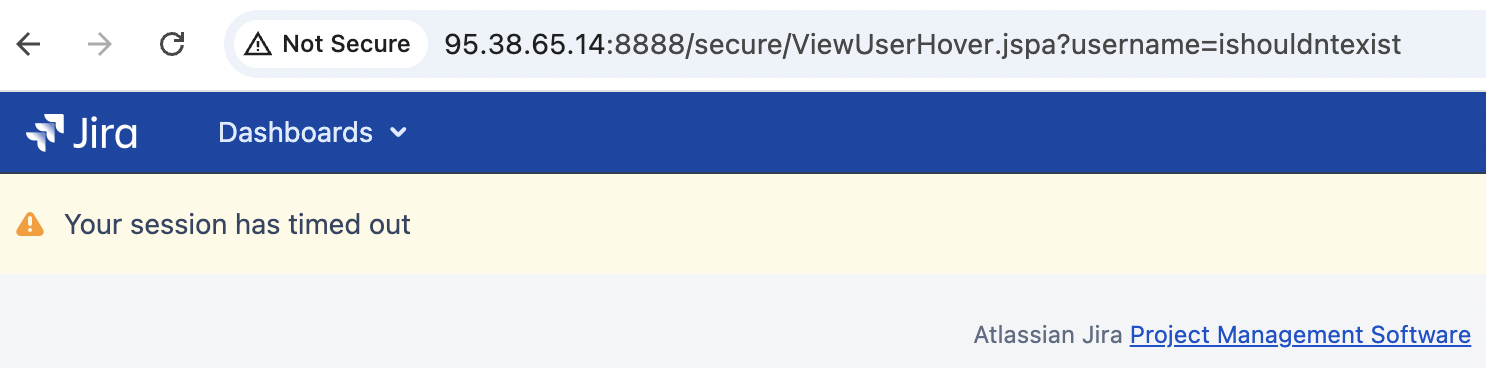 Not Secure 95.38.65.14:8888/secure/ViewUserHover.jspa?username=ishouldntexist
Jira Dashboards
Your session has timed out
Atlassian Jira Project Management Software